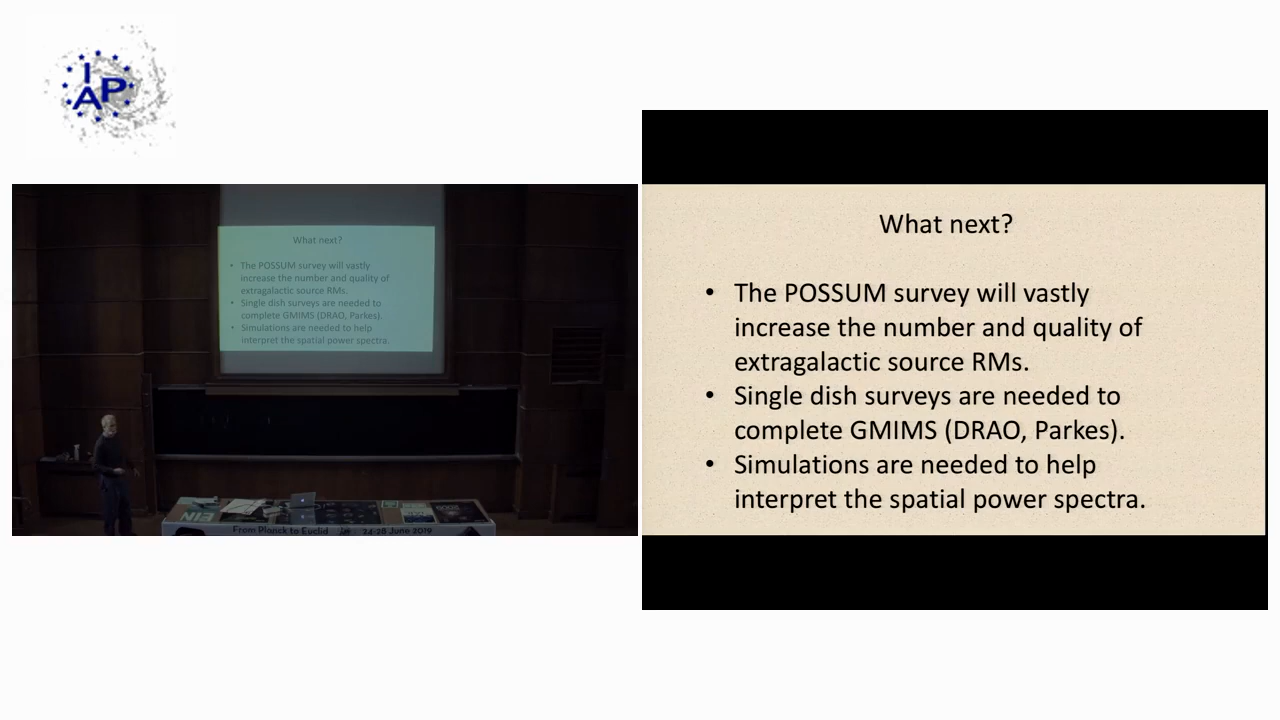 I
AP
What next?
• The POSSUM survey will vastly
increase the number and quality of
extragalactic source RMs.
• Single dish surveys are needed to
complete GMIMS (DRAO, Parkes).
• Simulations are needed to help
interpret the spatial power spectra.
From Planck to Euclid
24-28 June 2019
What next?
• The POSSUM survey will vastly
increase the number and quality of
extragalactic source RMs.
• Single dish surveys are needed to
complete GMIMS (DRAO, Parkes).
• Simulations are needed to help
interpret the spatial power spectra.